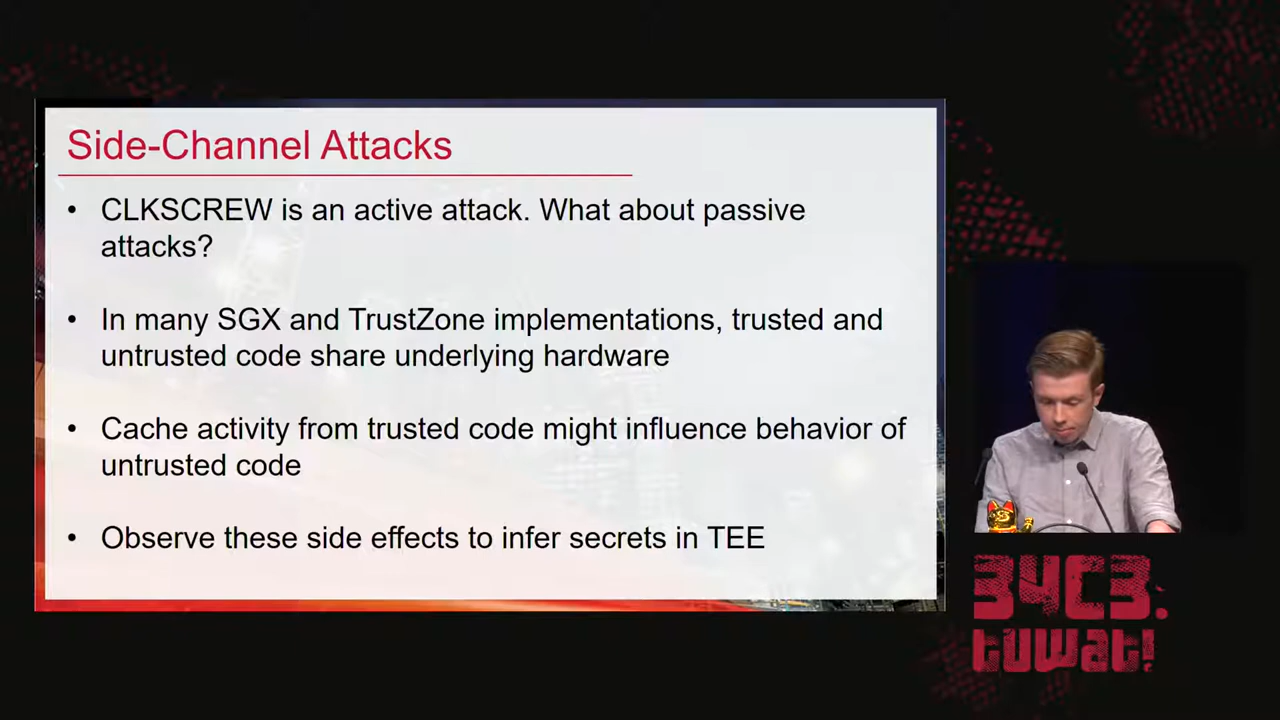 Side-Channel Attacks
• CLKSCREW is an active attack. What about passive
attacks?
• In many SGX and TrustZone implementations, trusted and
untrusted code share underlying hardware
• Cache activity from trusted code might influence behavior of
untrusted code
• Observe these side effects to infer secrets in TEE
34C3.
tuwat!